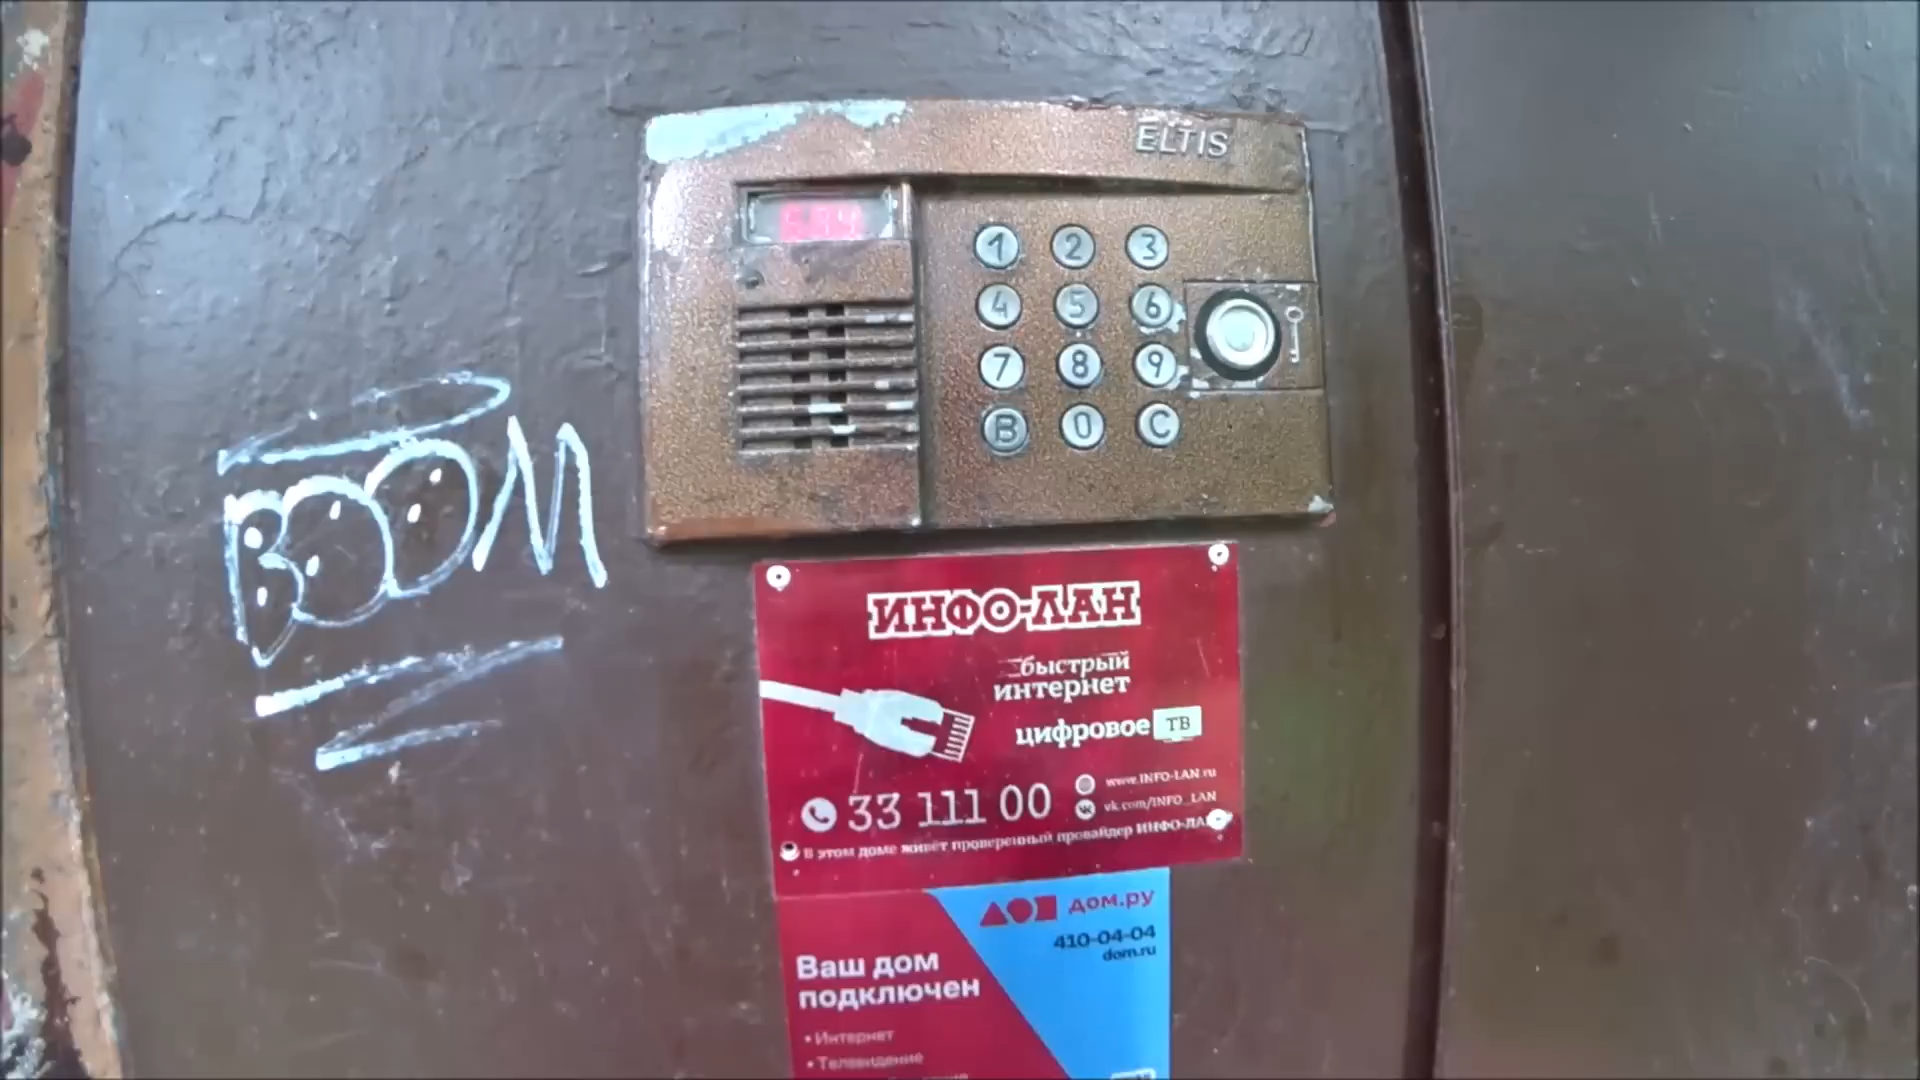 ELTIS
1 2 3
4 5 6
7 8 9
B 0 C
BOOM
ИНФО-ЛАН
быстрый
интернет
цифровое ТВ
33 111 00
www.INFO-LAN.ru
vk.com/INFO_LAN
В этом доме живёт проверенный провайдер ИНФО-ЛАН
дом.ру
410-04-04
dom.ru
Ваш дом
подключен
• Интернет
• Телевидение